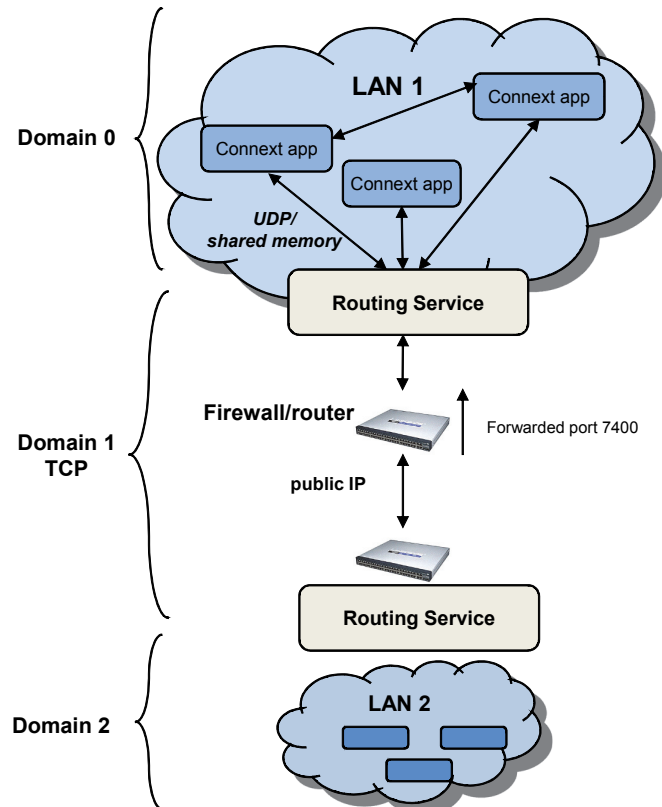 LAN 1
Connext app
Domain 0
Connext app
Connext app
UDP/
shared memory
Routing Service
Firewall/router
Forwarded port 7400
Domain 1
TCP
public IP
Routing Service
LAN 2
Domain 2